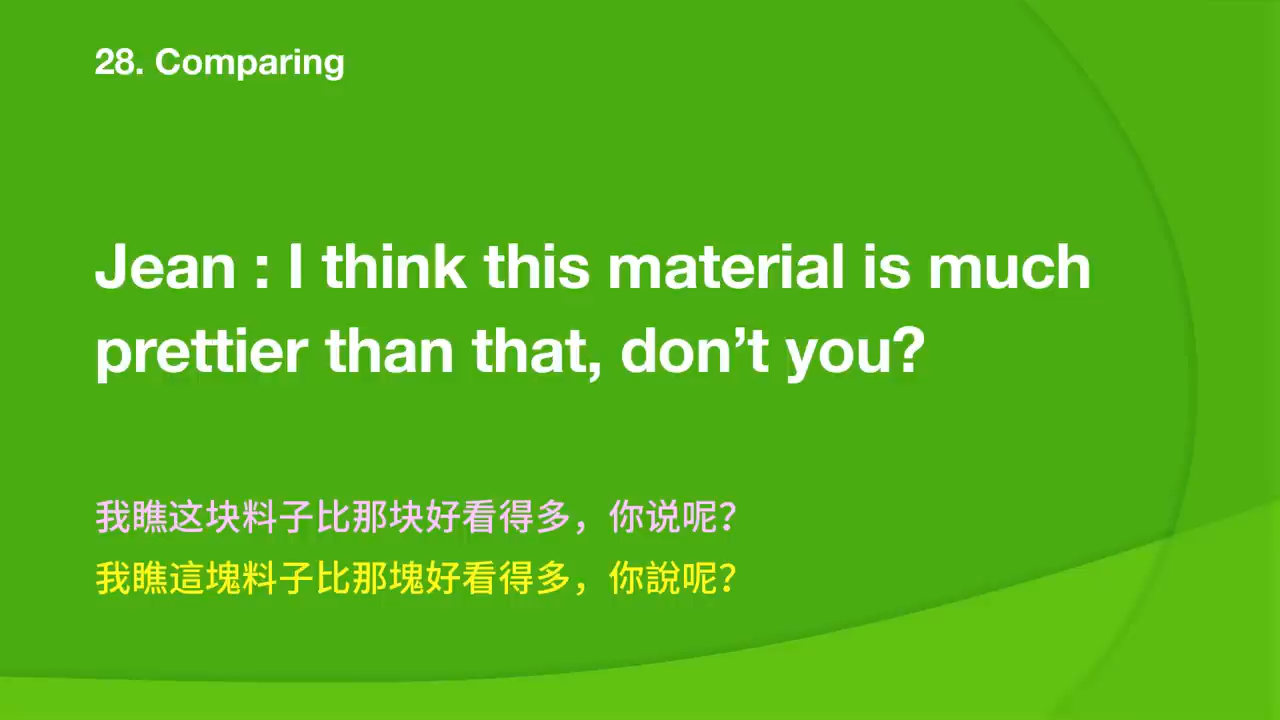 28. Comparing
Jean : I think this material is much
prettier than that, don’t you?
我瞧这块料子比那块好看得多，你说呢？
我瞧這塊料子比那塊好看得多，你說呢？